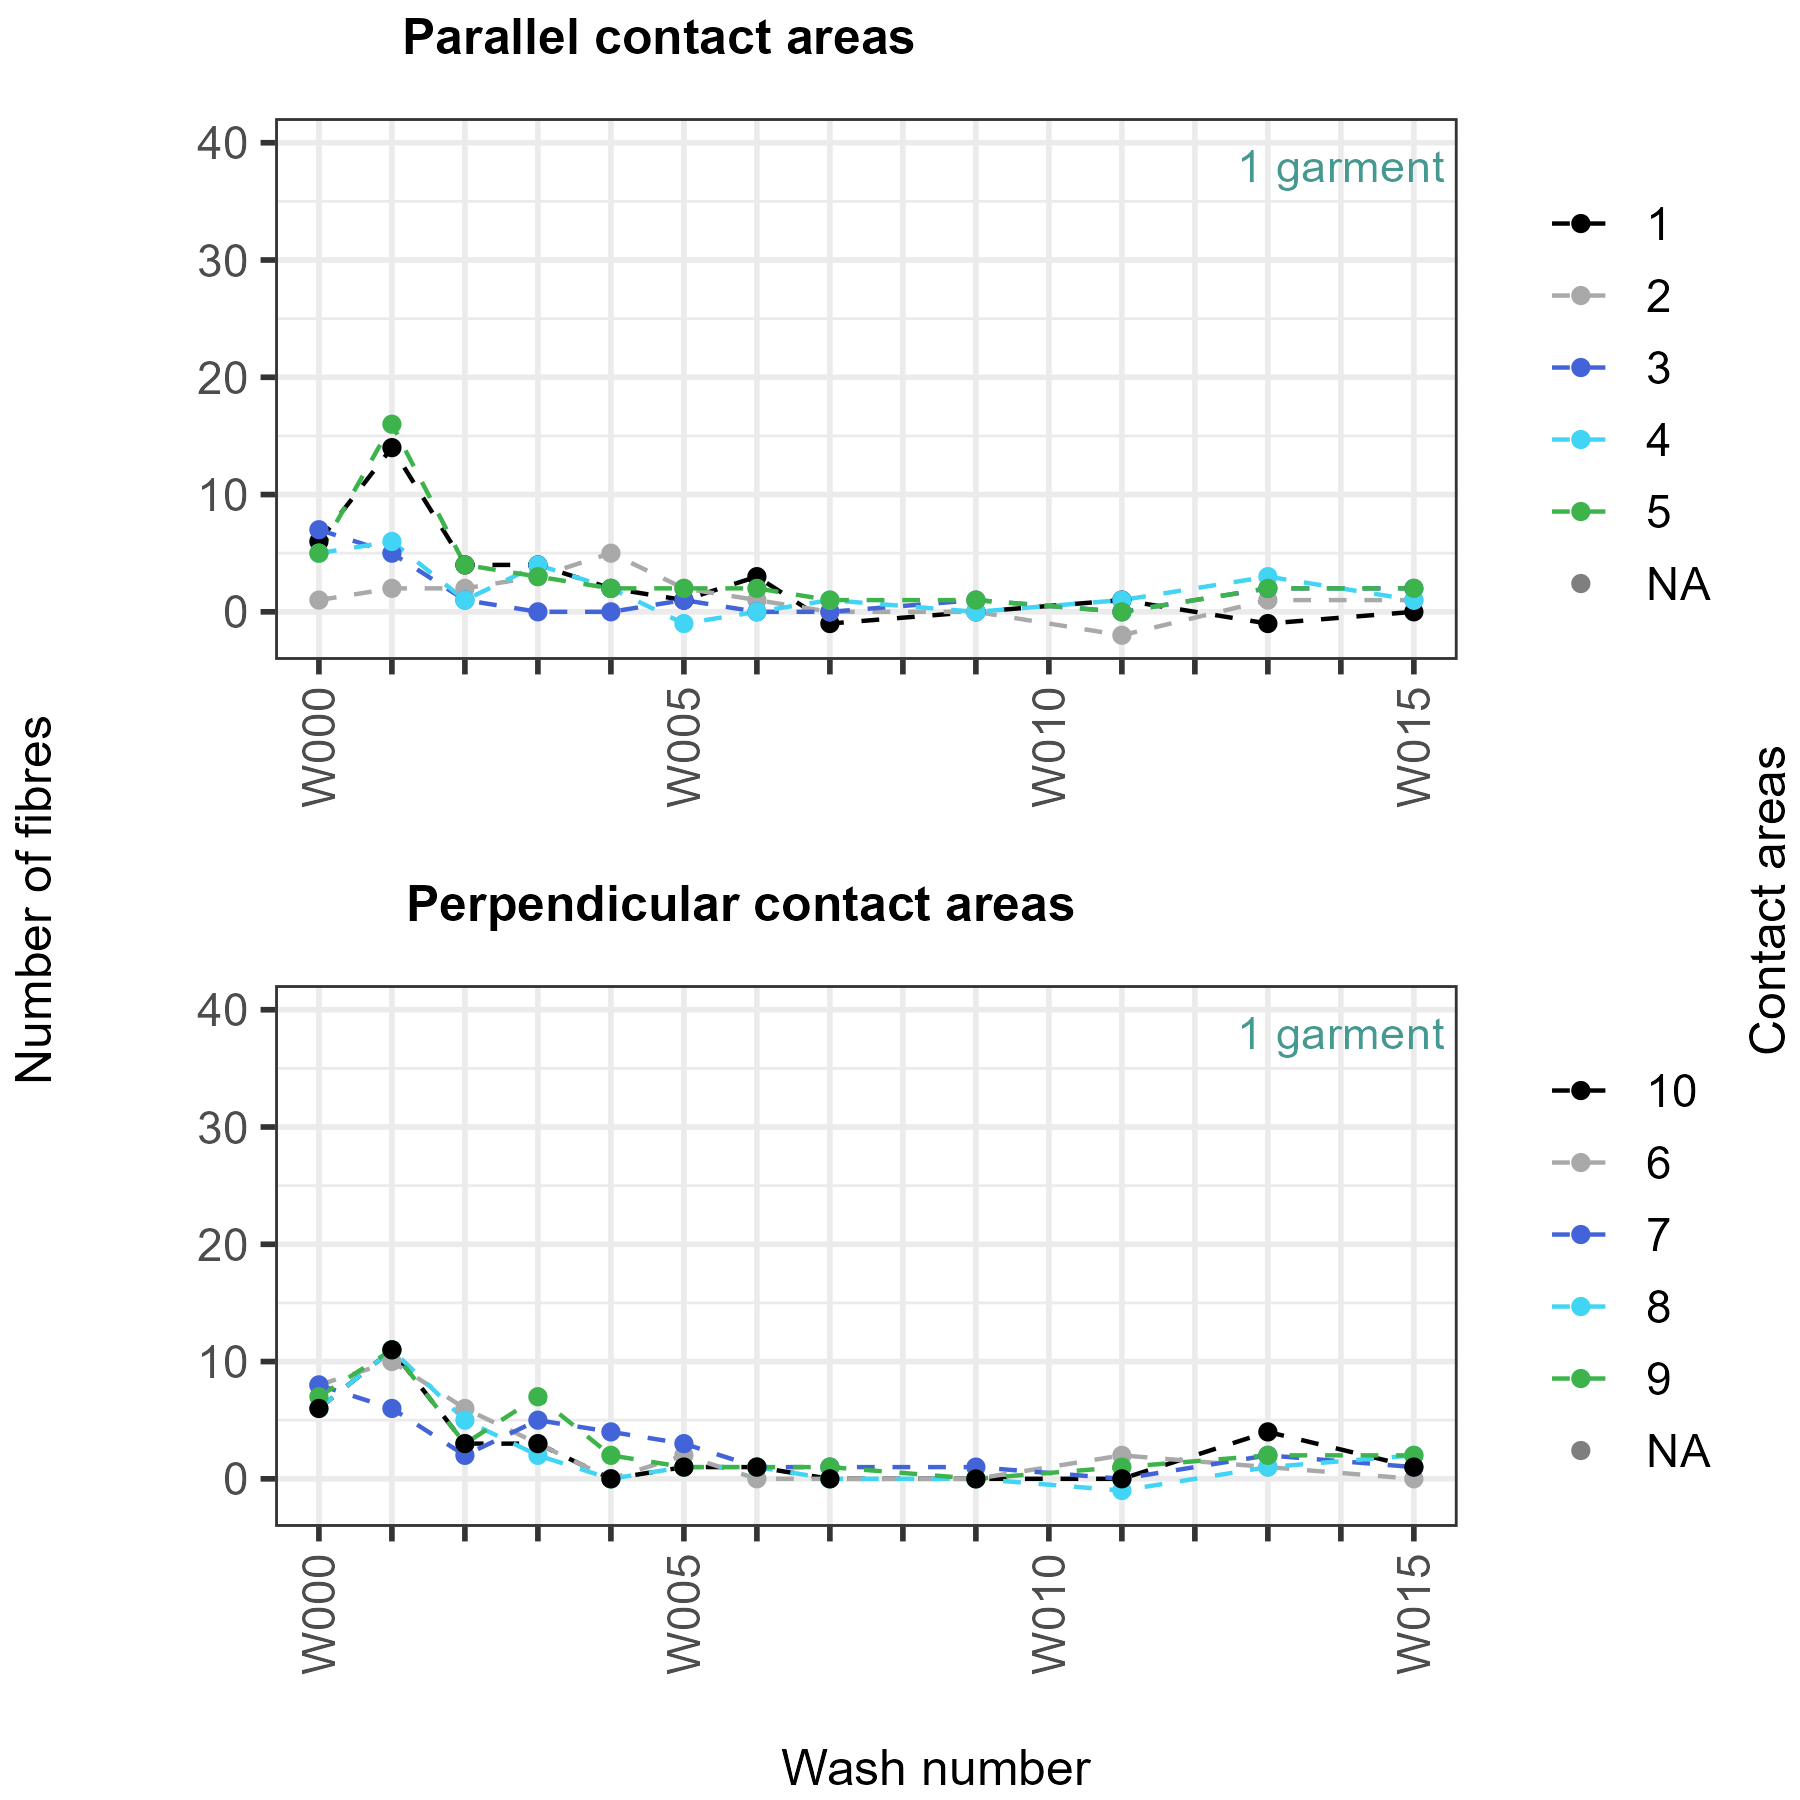 Parallel contact areas
40
30
20
10
0
1 garment
W000
W005
W010
W015
1
2
3
4
5
NA
Number of fibres
Contact areas
Perpendicular contact areas
40
30
20
10
0
1 garment
W000
W005
W010
W015
10
6
7
8
9
NA
Wash number